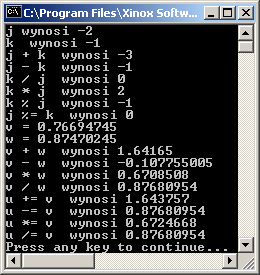 C:\Program Files\Xinox Softw...
j wynosi -2
k  wynosi -1
j + k  wynosi -3
j - k  wynosi -1
k / j  wynosi 0
k * j  wynosi 2
k % j  wynosi -1
j %= k  wynosi 0
v = 0.76694745
w = 0.87470245
v + w  wynosi 1.64165
v - w  wynosi -0.107755005
v * w  wynosi 0.6708508
v / w  wynosi 0.87680954
u += v  wynosi 1.643757
u -= v  wynosi 0.87680954
u *= v  wynosi 0.6724668
u /= v  wynosi 0.87680954
Press any key to continue...